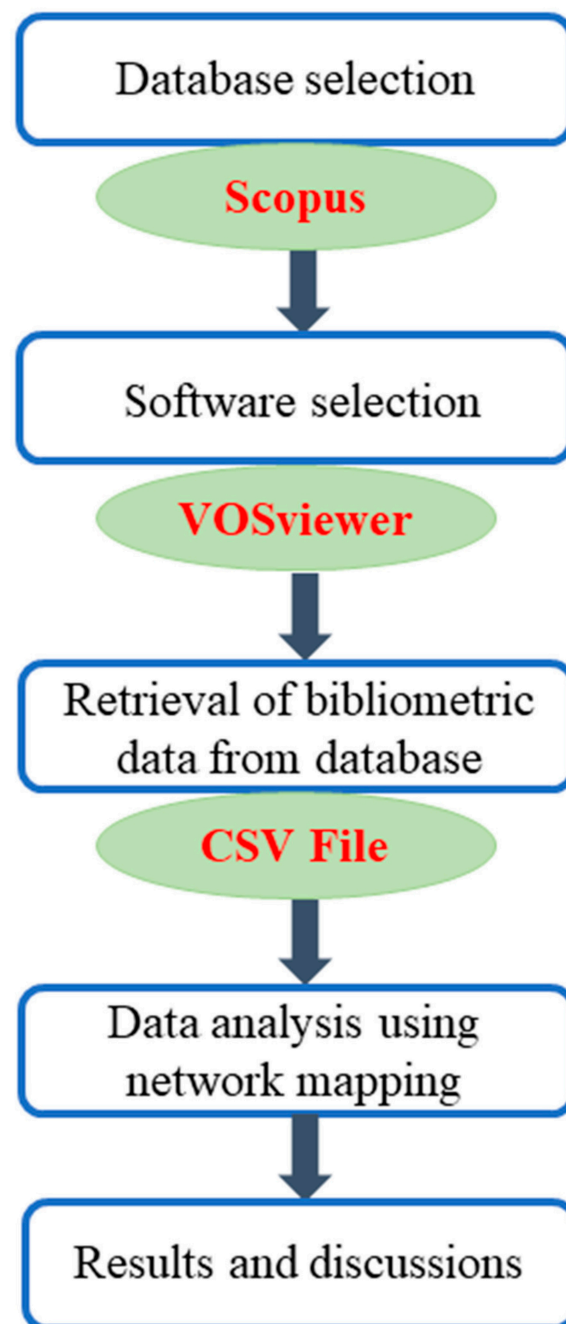 Database selection
Scopus
Software selection
VOSviewer
Retrieval of bibliometric
data from database
CSV File
Data analysis using
network mapping
Results and discussions